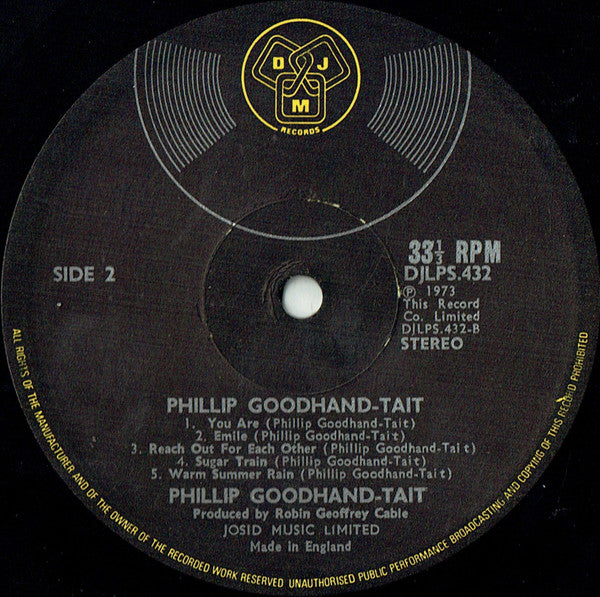 D J
M
RECORDS
SIDE 2
33⅓ RPM
DJLPS.432
Ⓟ 1973
This Record
Co. Limited
DJLPS.432-B
STEREO
PHILLIP GOODHAND-TAIT
1. You Are (Phillip Goodhand-Tait)
2. Emile (Phillip Goodhand-Tait)
3. Reach Out For Each Other (Phillip Goodhand-Tait)
4. Sugar Train (Phillip Goodhand-Tait)
5. Warm Summer Rain (Phillip Goodhand-Tait)
PHILLIP GOODHAND-TAIT
Produced by Robin Geoffrey Cable
JOSID MUSIC LIMITED
Made in England
ALL RIGHTS OF THE MANUFACTURER AND OF THE OWNER OF THE RECORDED WORK RESERVED UNAUTHORISED PUBLIC PERFORMANCE BROADCASTING AND COPYING OF THIS RECORD PROHIBITED